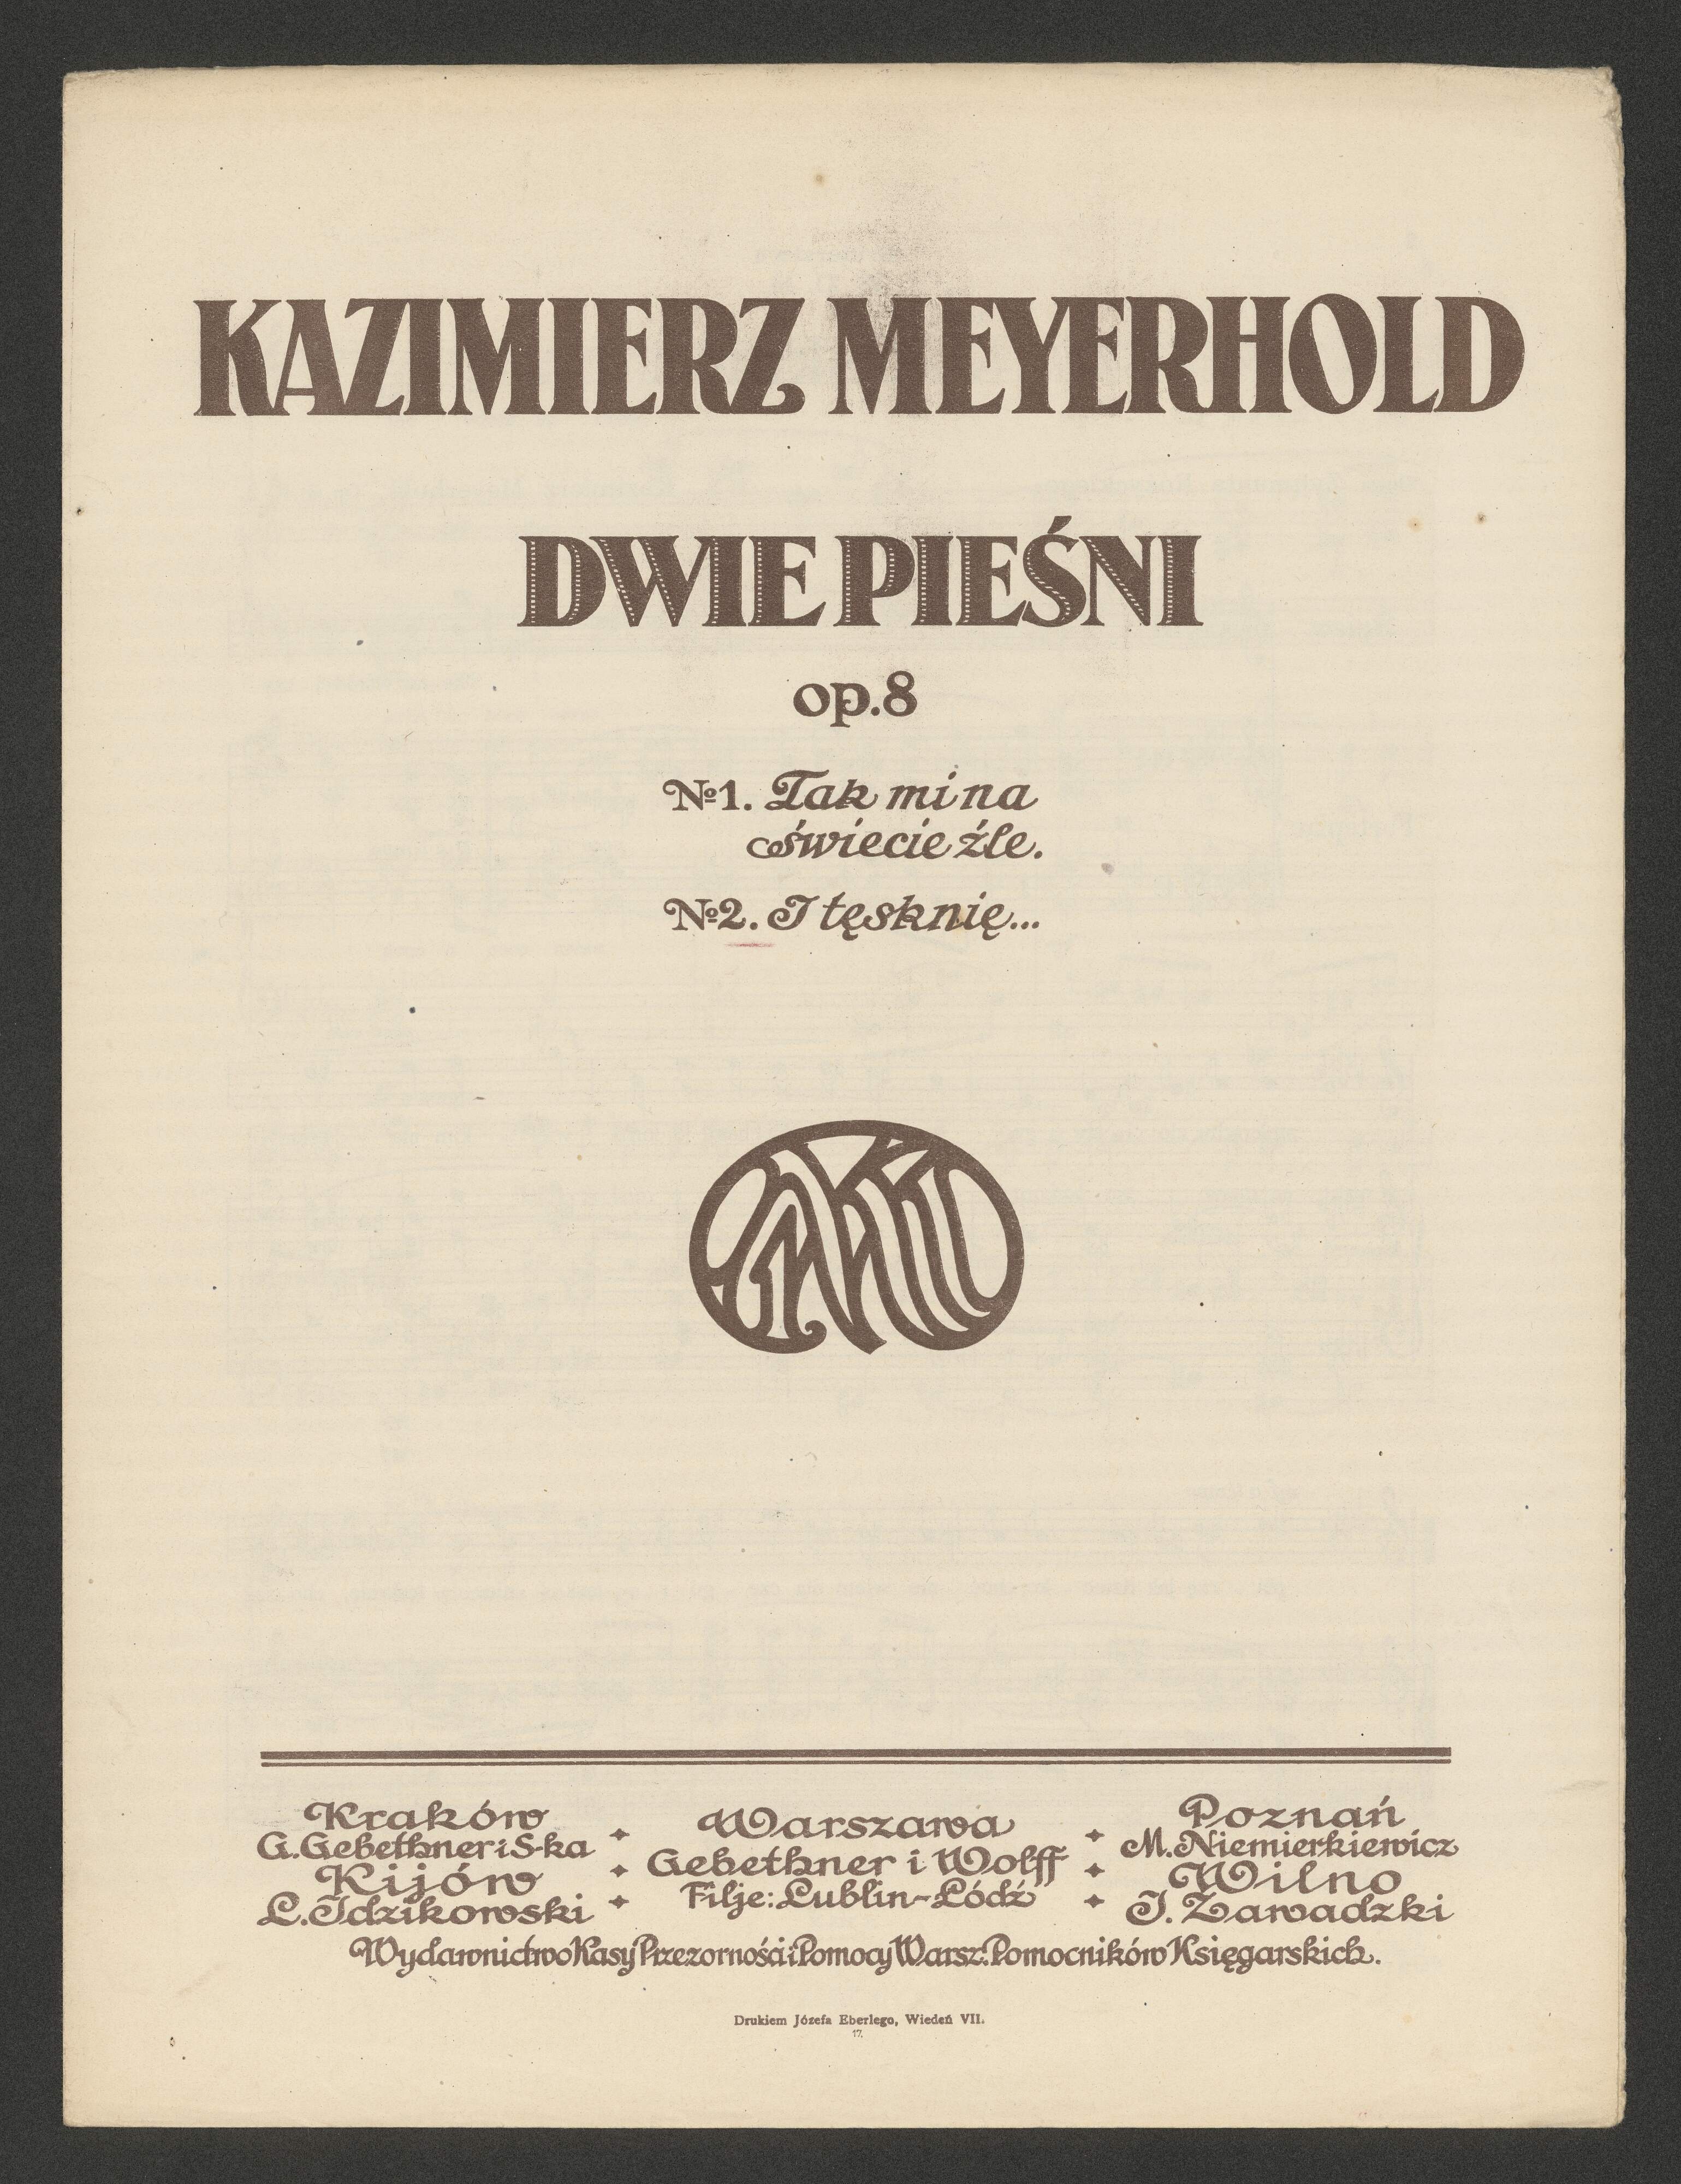 KAZIMIERZ MEYERHOLD
DWIE PIEŚNI
op.8
№1. Tak mi na
świecie źle.
№2. I tęsknię...
Kraków
G. Gebethner i S-ka
Kijów
L. Idzikowski
Warszawa
Gebethner i Wolff
Filje: Lublin-Łódź
Poznań
M. Niemierkiewicz
Wilno
J. Zawadzki
Wydawnictwo Kasy Przezorności i Pomocy Warsz. Pomocników Księgarskich.
Drukiem Józefa Eberlego, Wiedeń VII.
17.